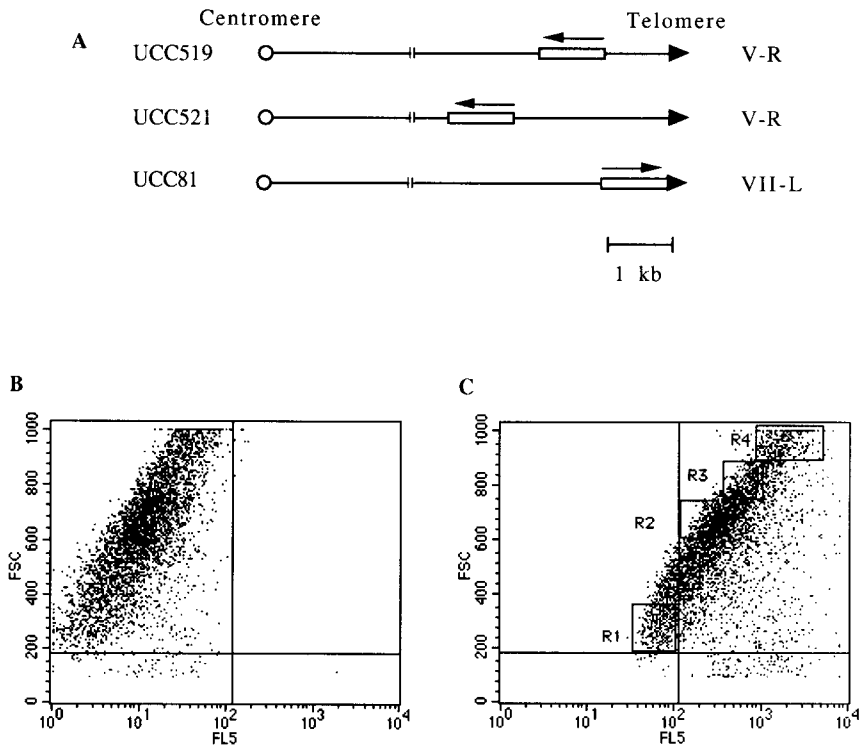 Centromere Telomere
A
UCC519 V-R
UCC521 V-R
UCC81 VII-L
1 kb
B C
1000 1000
800 800
600 600
400 400
200 200
0 0
FSC FSC
R4
R3
R2
R1
10^0 10^1 10^2 10^3 10^4 10^0 10^1 10^2 10^3 10^4
FL5 FL5